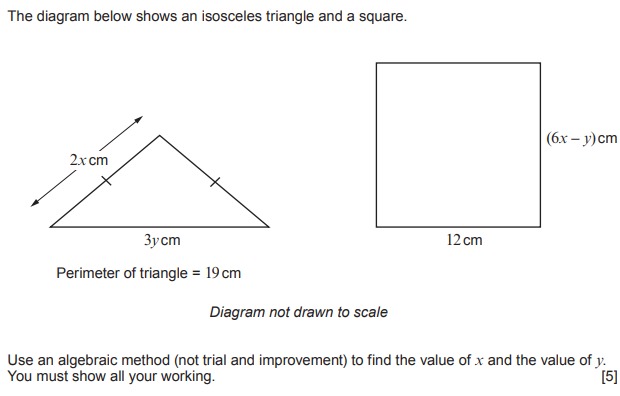 The diagram below shows an isosceles triangle and a square.
(6x – y)cm
2x cm
3y cm
12 cm
Perimeter of triangle = 19 cm
Diagram not drawn to scale
Use an algebraic method (not trial and improvement) to find the value of x and the value of y.
You must show all your working. [5]